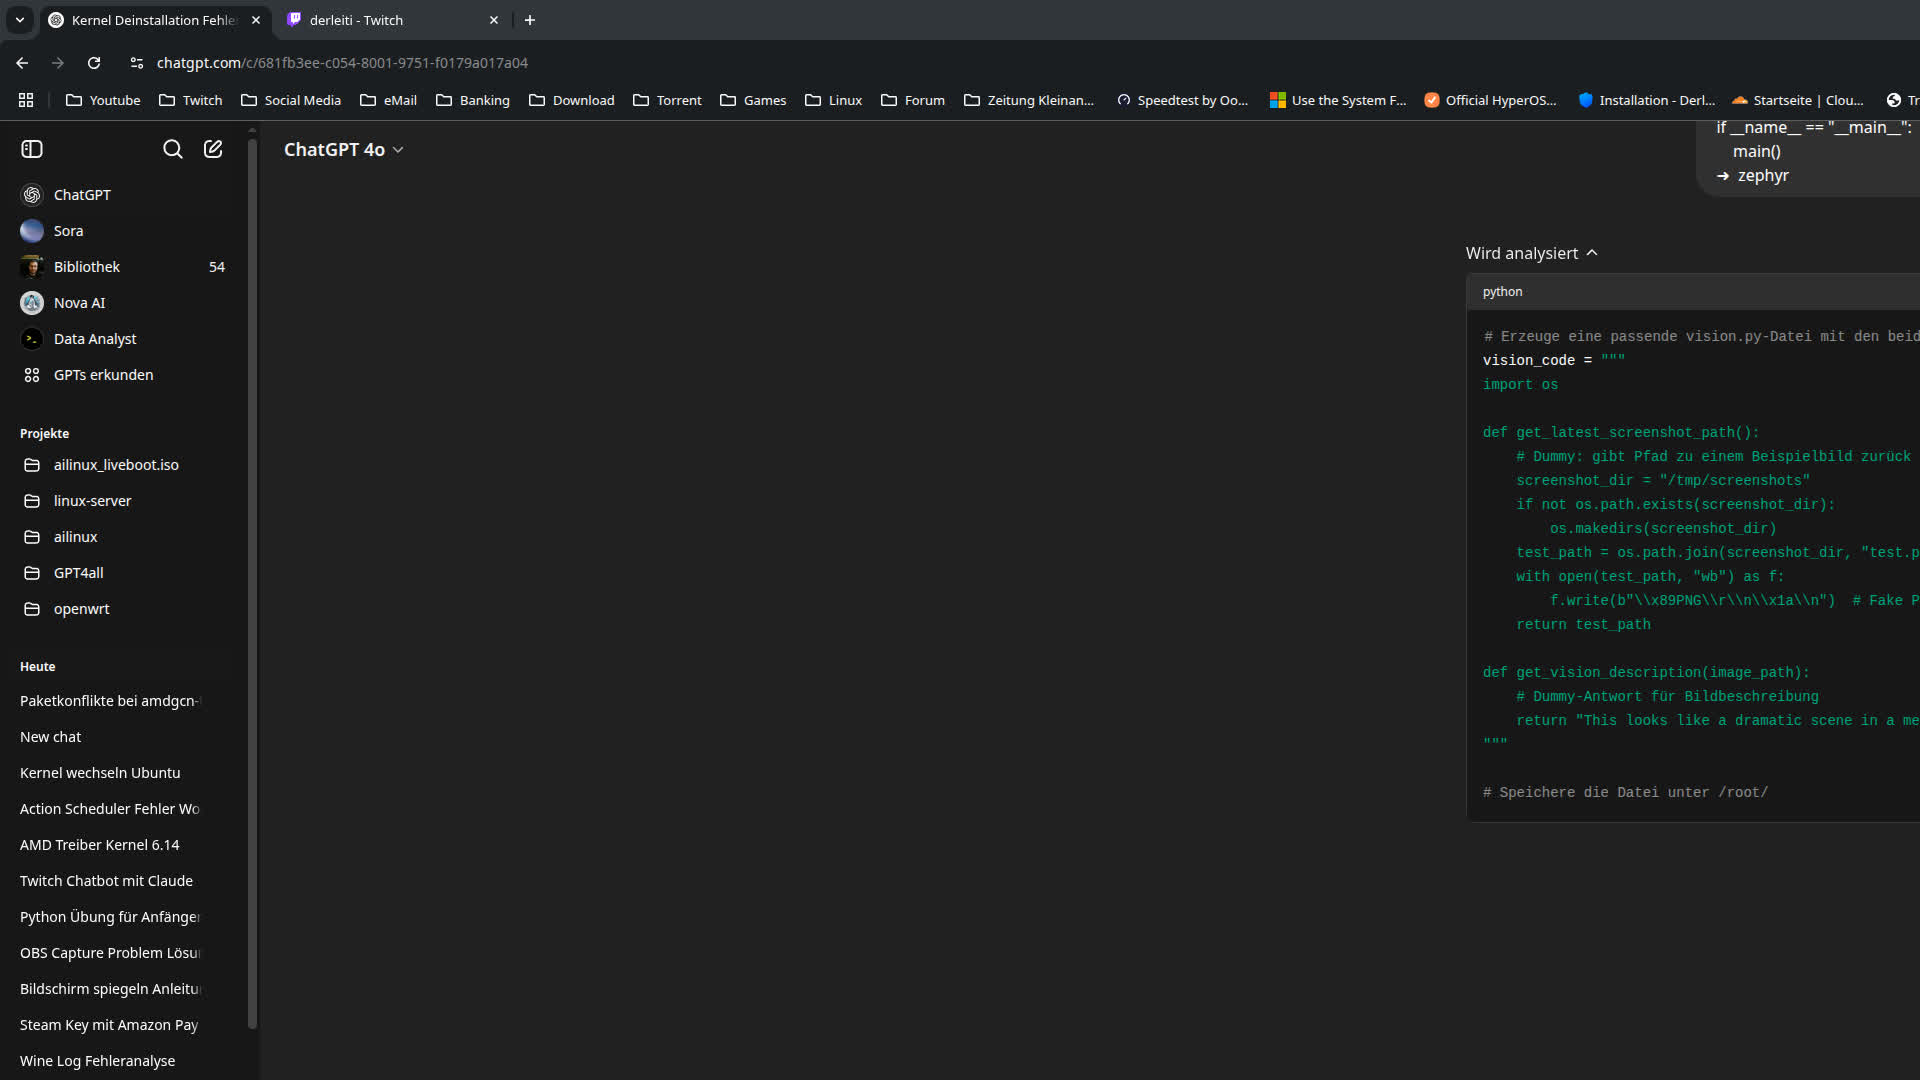 Kernel Deinstallation Fehle
derleiti - Twitch
chatgpt.com/c/681fb3ee-c054-8001-9751-f0179a017a04
Youtube
Twitch
Social Media
eMail
Banking
Download
Torrent
Games
Linux
Forum
Zeitung Kleinan...
Speedtest by Oo...
Use the System F...
Official HyperOS...
Installation - Derl...
Startseite | Clou...
Tr
ChatGPT
Sora
Bibliothek 54
Nova AI
Data Analyst
GPTs erkunden
Projekte
ailinux_liveboot.iso
linux-server
ailinux
GPT4all
openwrt
Heute
Paketkonflikte bei amdgcn-
New chat
Kernel wechseln Ubuntu
Action Scheduler Fehler Wo
AMD Treiber Kernel 6.14
Twitch Chatbot mit Claude
Python Übung für Anfänger
OBS Capture Problem Lösu
Bildschirm spiegeln Anleitu
Steam Key mit Amazon Pay
Wine Log Fehleranalyse
ChatGPT 4o
if __name__ == "__main__":
    main()
➜ zephyr
Wird analysiert
python
# Erzeuge eine passende vision.py-Datei mit den beid
vision_code = """
import os
def get_latest_screenshot_path():
    # Dummy: gibt Pfad zu einem Beispielbild zurück
    screenshot_dir = "/tmp/screenshots"
    if not os.path.exists(screenshot_dir):
        os.makedirs(screenshot_dir)
    test_path = os.path.join(screenshot_dir, "test.p
    with open(test_path, "wb") as f:
        f.write(b"\\x89PNG\\r\\n\\x1a\\n")  # Fake P
    return test_path
def get_vision_description(image_path):
    # Dummy-Antwort für Bildbeschreibung
    return "This looks like a dramatic scene in a me
"""
# Speichere die Datei unter /root/